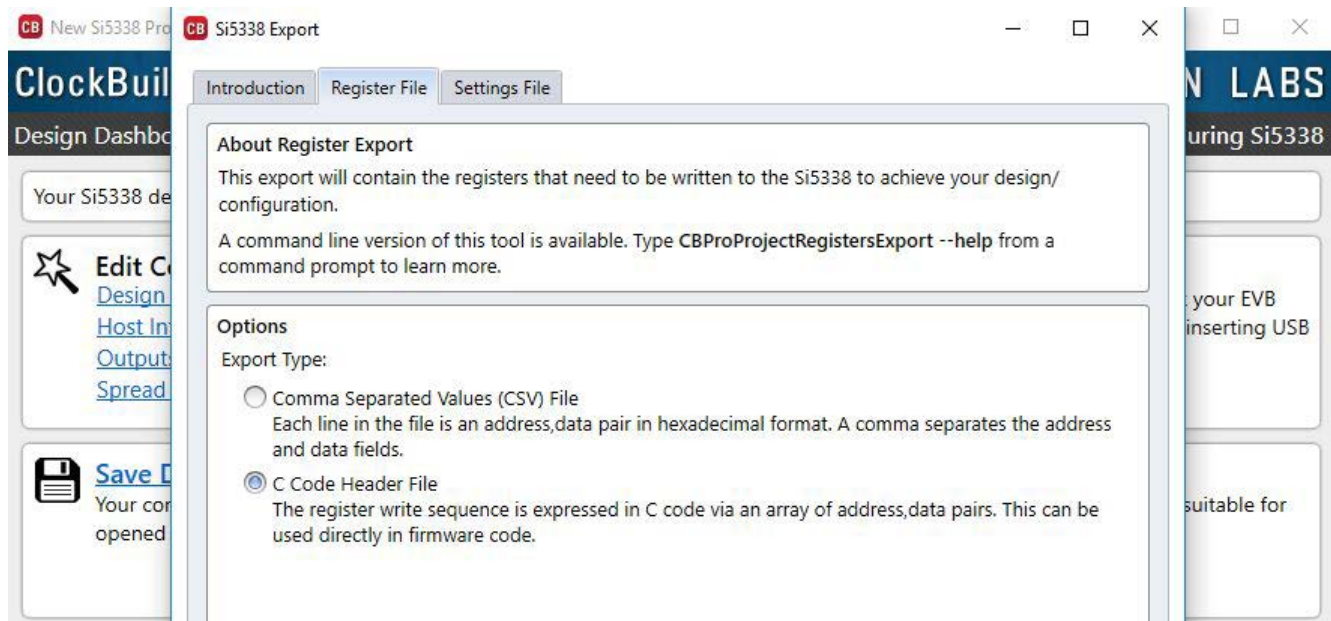 CB New Si5338 Pro
CB Si5338 Export
ClockBuil
N LABS
Design Dashbo
uring Si5338
Introduction
Register File
Settings File
About Register Export
This export will contain the registers that need to be written to the Si5338 to achieve your design/
configuration.
A command line version of this tool is available. Type CBProProjectRegistersExport --help from a
command prompt to learn more.
Your Si5338 de
Edit Co
Design
Host In
Outputs
Spread
your EVB
inserting USB
Options
Export Type:
Comma Separated Values (CSV) File
Each line in the file is an address,data pair in hexadecimal format. A comma separates the address
and data fields.
C Code Header File
The register write sequence is expressed in C code via an array of address,data pairs. This can be
used directly in firmware code.
Save D
Your con
opened
suitable for